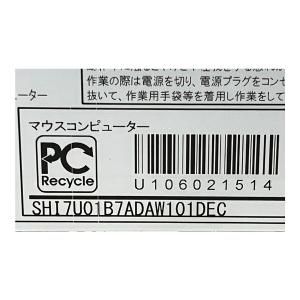 作業の際は電源を切り、電源プラグをコンセ
ーター
抜いて、作業用手袋等を着用し作業をして
マウスコンピューター
PC
Recycle
U106021514
SHI7U01B7ADAW101DEC